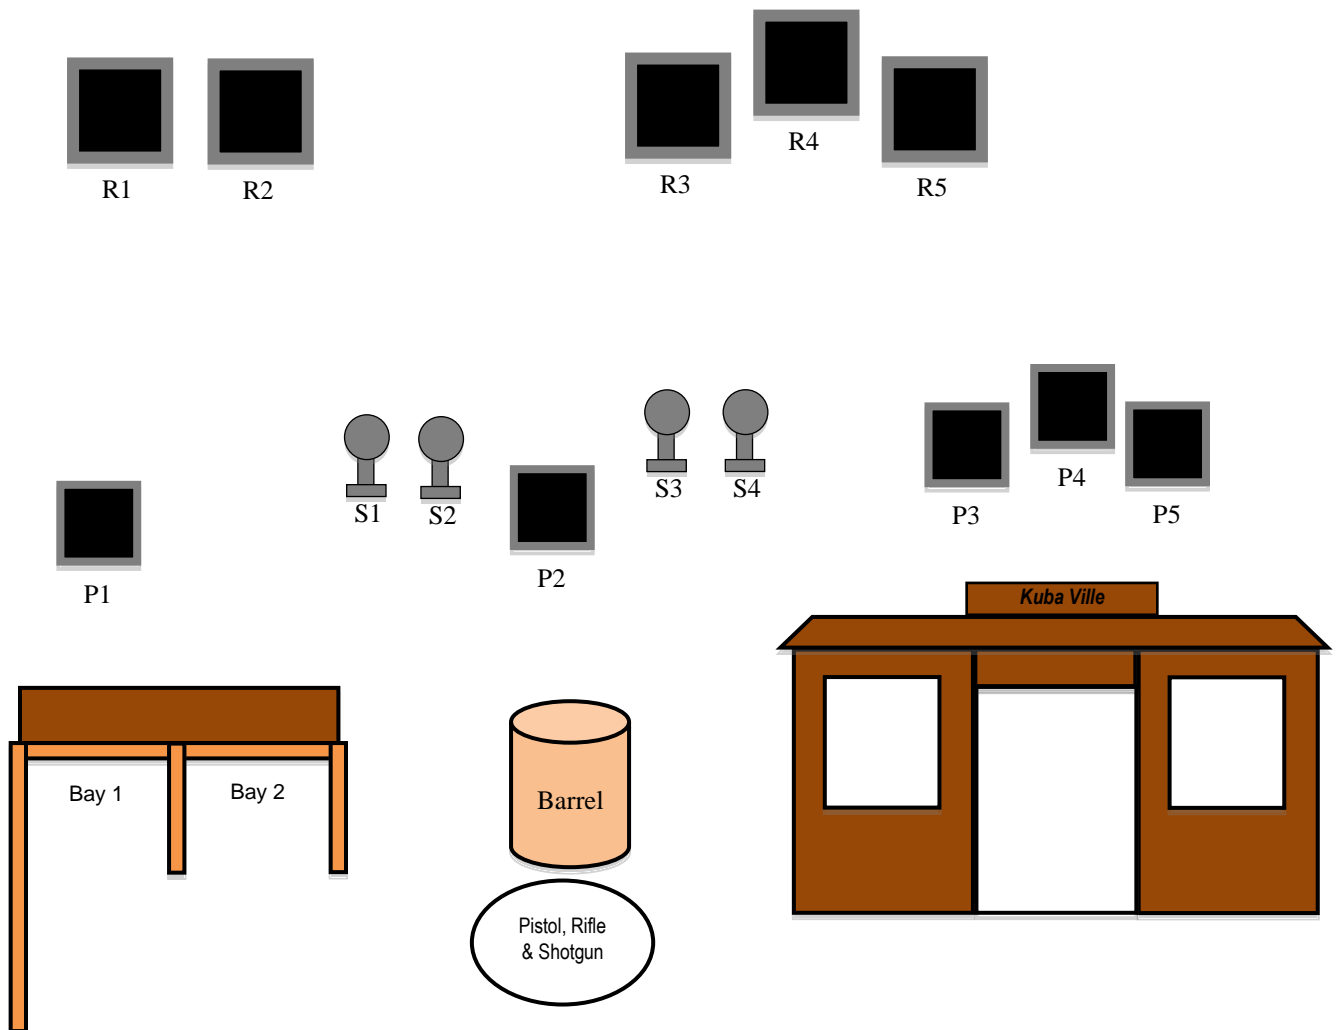 R1
R2
R3
R4
R5
S1
S2
S3
S4
P1
P2
P3
P4
P5
Kuba Ville
Bay 1
Bay 2
Barrel
Pistol, Rifle
& Shotgun